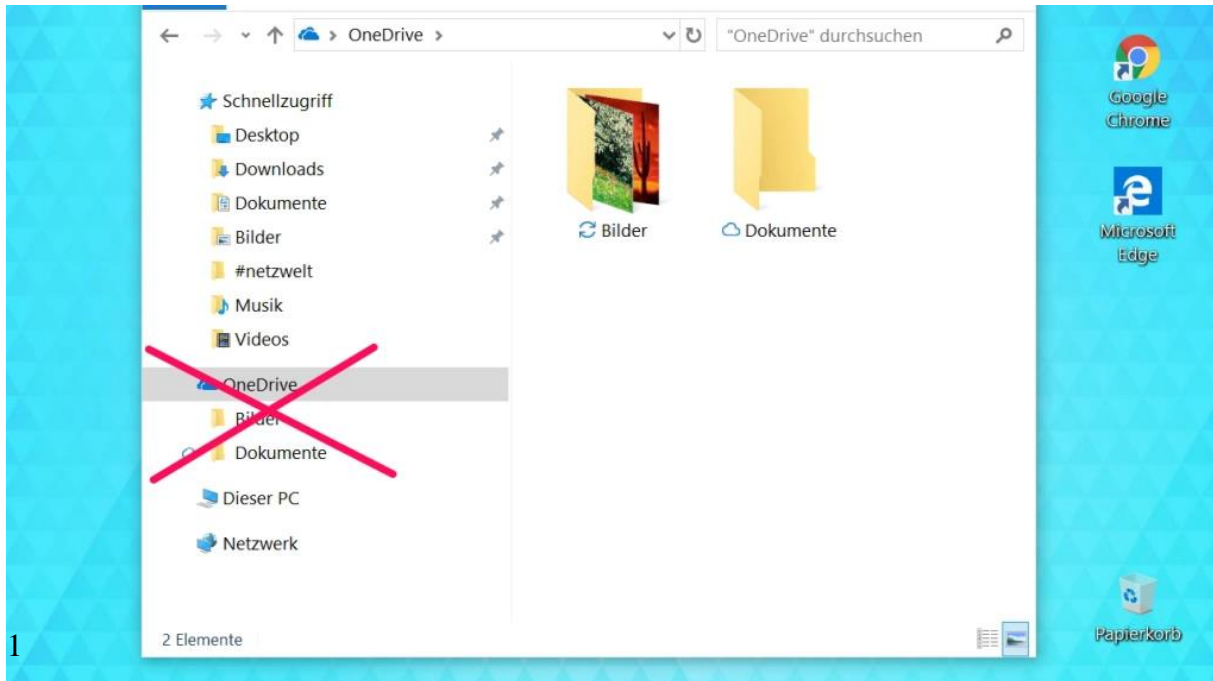 OneDrive
"OneDrive" durchsuchen
Schnellzugriff
Desktop
Downloads
Dokumente
Bilder
#netzwelt
Musik
Videos
OneDrive
Bilder
Dokumente
Dieser PC
Netzwerk
2 Elemente
Bilder
Dokumente
Google
Chrome
Microsoft
Edge
Papierkorb
1